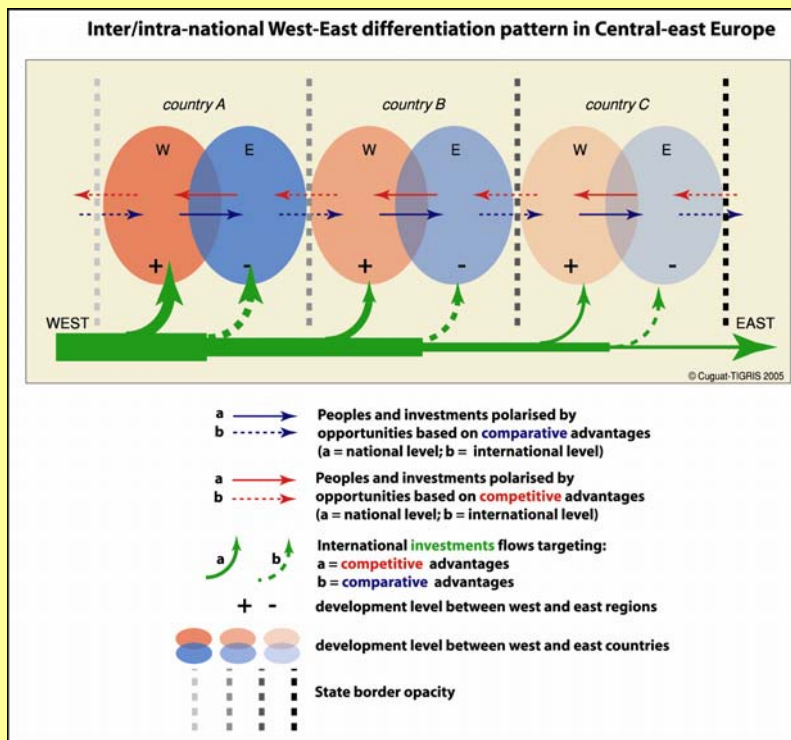 Inter/intra-national West-East differentiation pattern in Central-east Europe
country A
country B
country C
W
E
W
E
W
E
+
-
+
-
+
-
WEST
EAST
© Cuguat-TIGRIS 2005
a
b
Peoples and investments polarised by
opportunities based on comparative advantages
(a = national level; b = international level)
a
b
Peoples and investments polarised by
opportunities based on competitive advantages
(a = national level; b = international level)
a
b
International investments flows targeting:
a = competitive advantages
b = comparative advantages
+ -
development level between west and east regions
development level between west and east countries
State border opacity